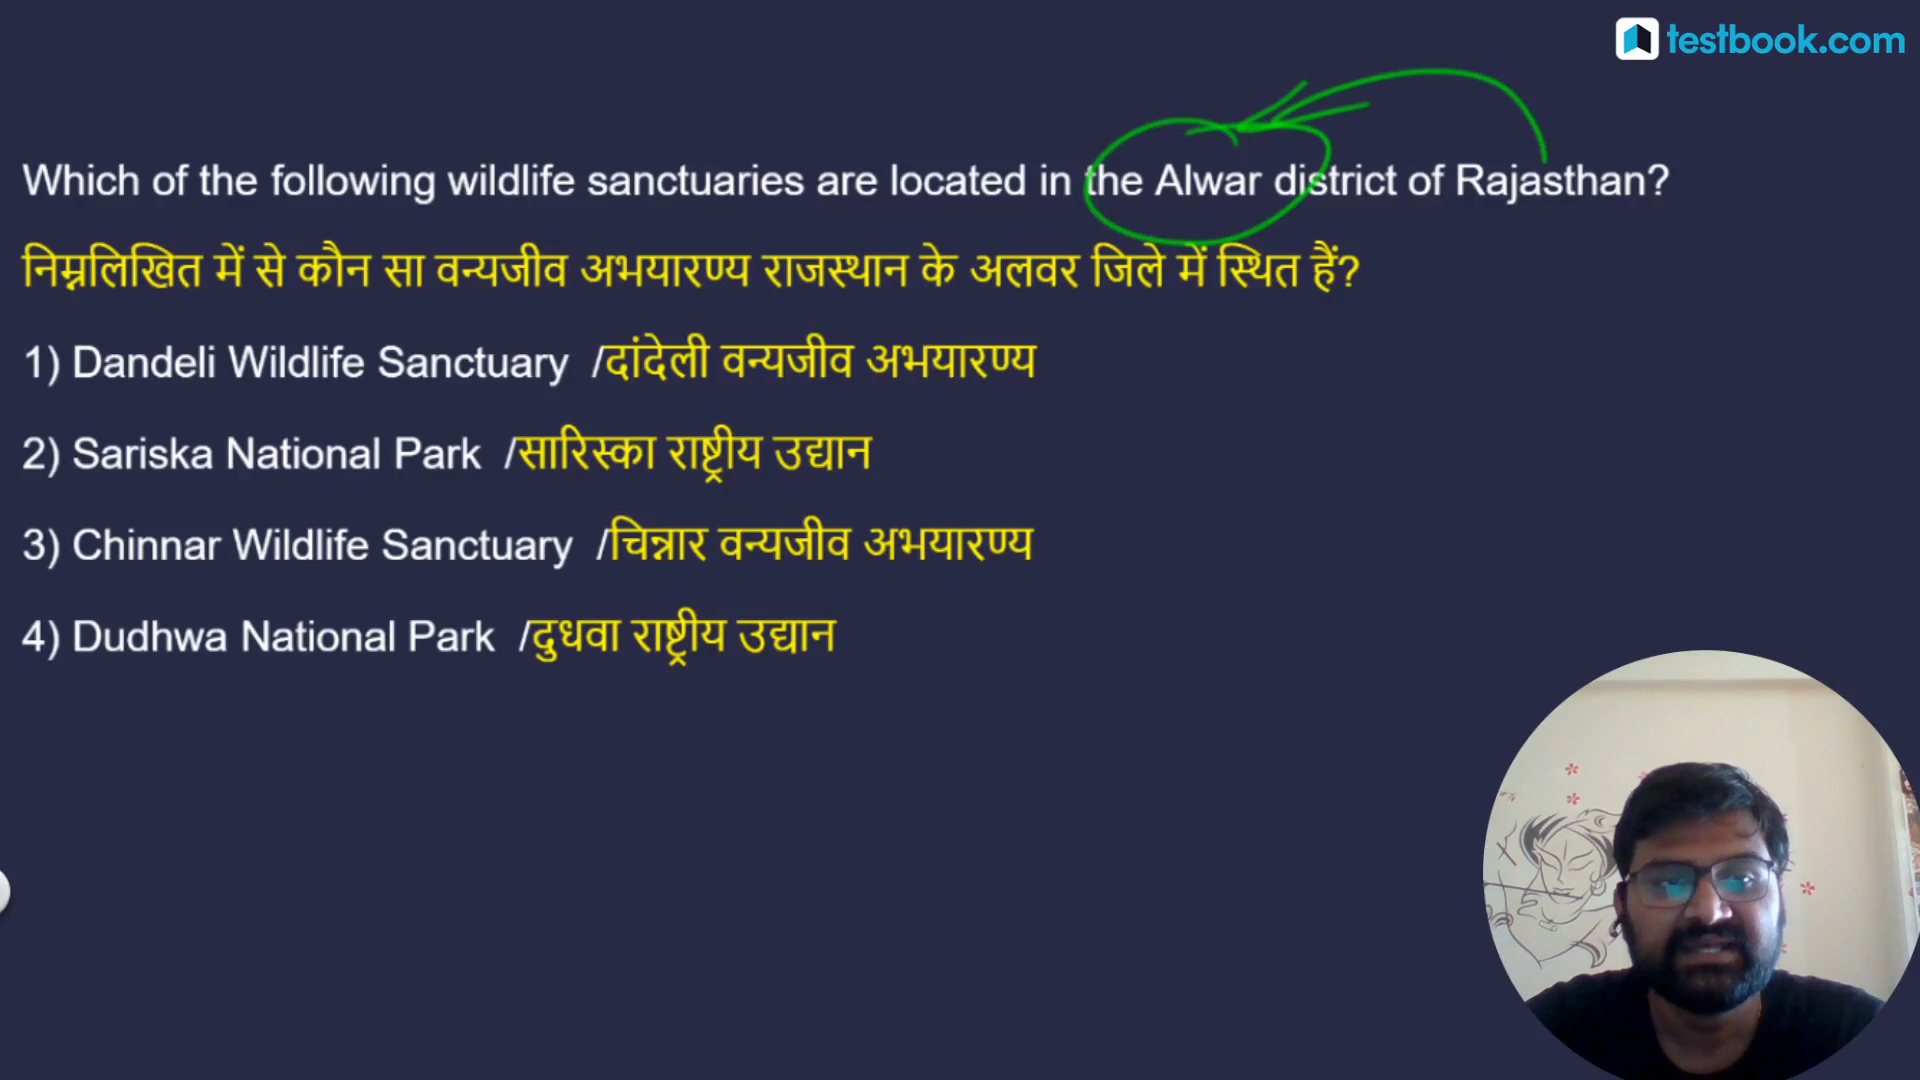 testbook.com
Which of the following wildlife sanctuaries are located in the Alwar district of Rajasthan?
निम्नलिखित में से कौन सा वन्यजीव अभयारण्य राजस्थान के अलवर जिले में स्थित हैं?
1) Dandeli Wildlife Sanctuary /दांदेली वन्यजीव अभयारण्य
2) Sariska National Park /सारिस्का राष्ट्रीय उद्यान
3) Chinnar Wildlife Sanctuary /चिन्नार वन्यजीव अभयारण्य
4) Dudhwa National Park /दुधवा राष्ट्रीय उद्यान